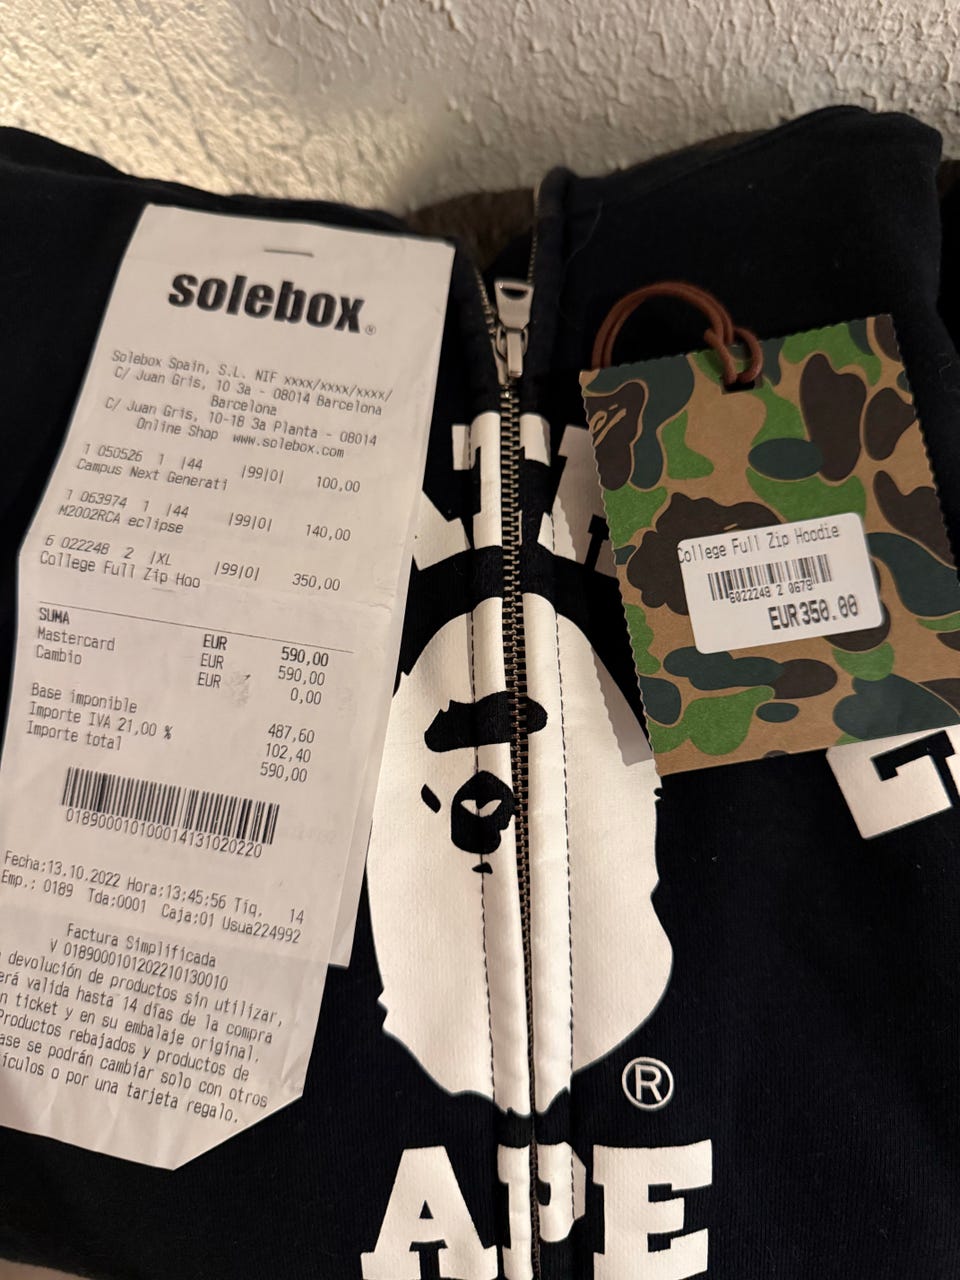 solebox®
Solebox Spain, S.L. NIF xxxx/xxxx/xxxx/
C/ Juan Gris, 10 3a - 08014 Barcelona
Barcelona
C/ Juan Gris, 10-18 3a Planta - 08014
Online Shop www.solebox.com
1 050526 1 |44 |99|0| 100,00
Campus Next Generati
1 063974 1 |44 |99|0| 140,00
M2002RCA eclipse
6 022248 2 |XL |99|0| 350,00
College Full Zip Hoo
SUMA EUR 590,00
Mastercard EUR 590,00
Cambio EUR 0,00
Base imponible 487,60
Importe IVA 21,00 % 102,40
Importe total 590,00
018900010100014131020220
Fecha:13.10.2022 Hora:13:45:56 Tiq. 14
Emp.: 0189 Tda:0001 Caja:01 Usua224992
Factura Simplificada
V 0189000101202210130010
devolución de productos sin utilizar,
erá valida hasta 14 días de la compra
n ticket y en su embalaje original.
Productos rebajados y productos de
ase se podrán cambiar solo con otros
ículos o por una tarjeta regalo.
College Full Zip Hoodie
6022248 2 0678
EUR350.00
®
APE